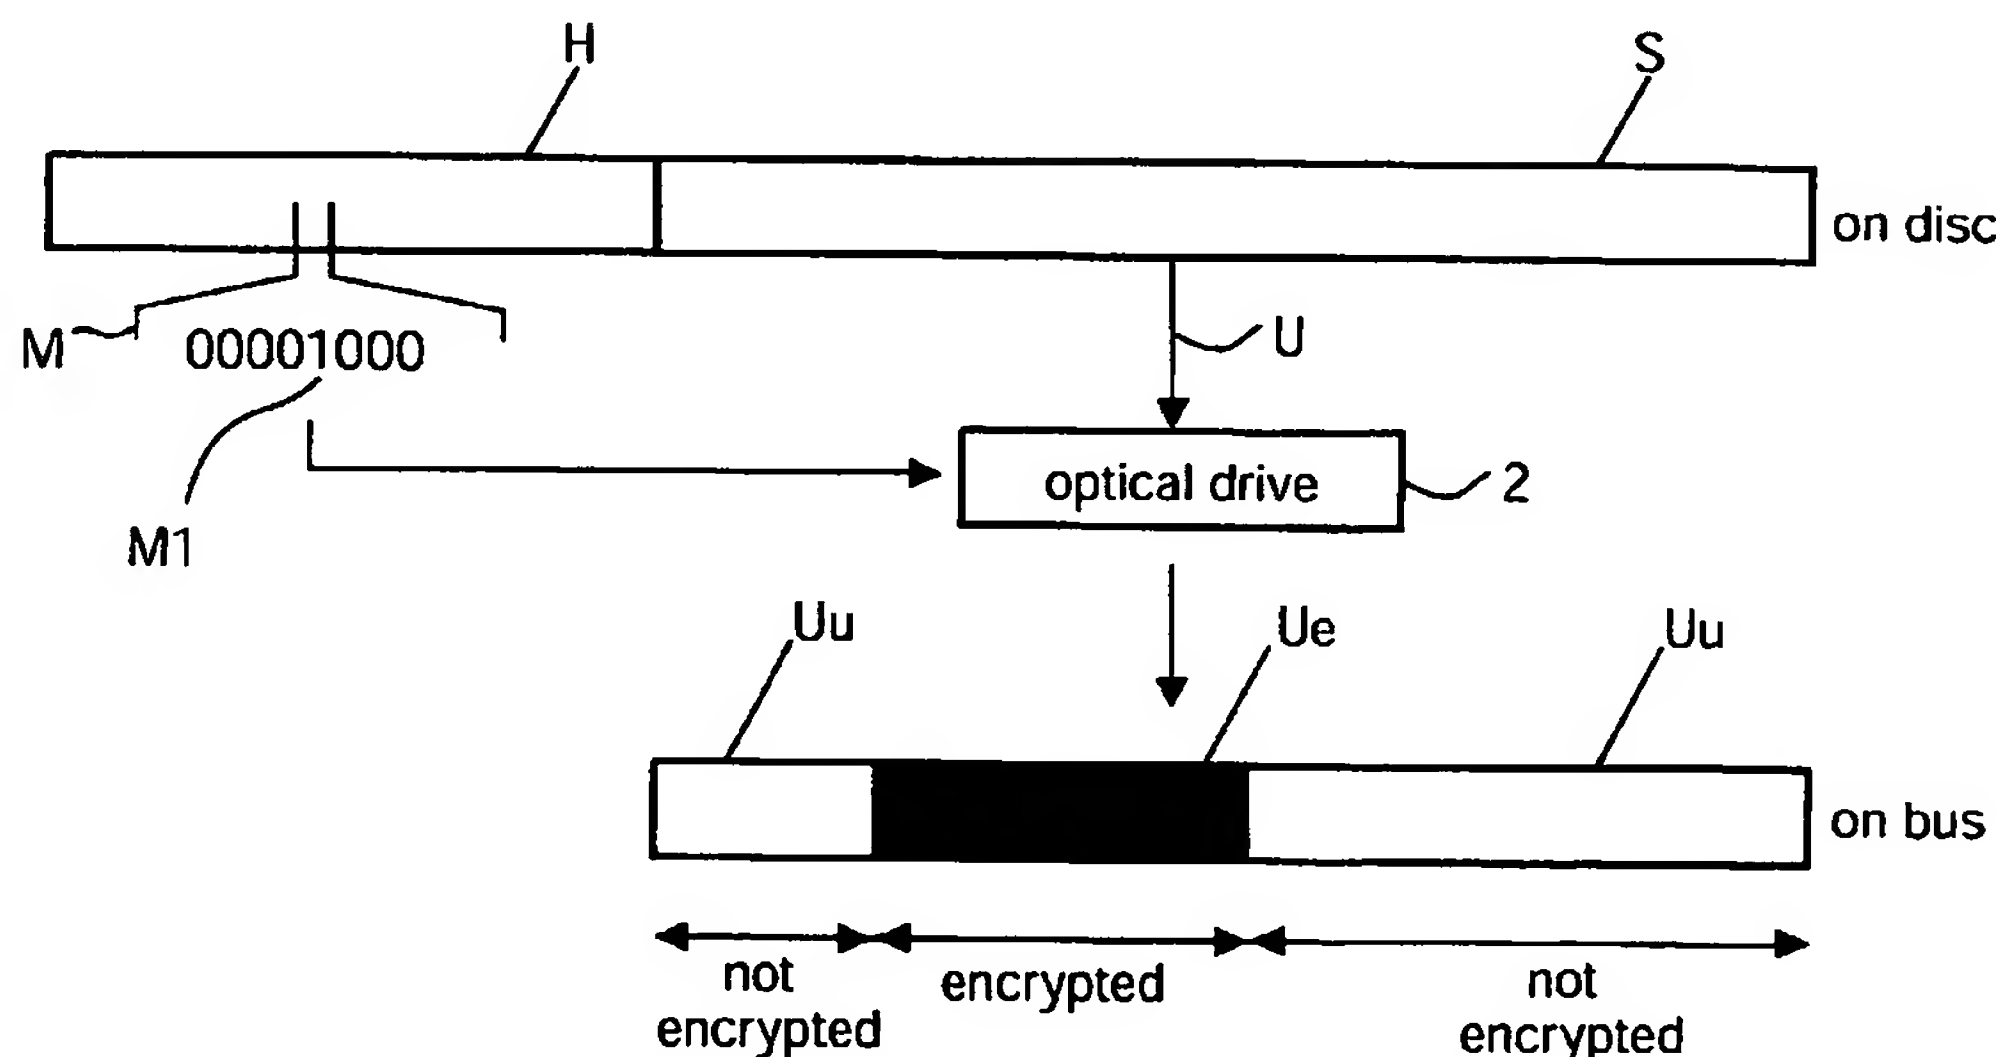 H
S
on disc
M
00001000
U
optical drive
2
M1
Uu
Ue
Uu
on bus
not
encrypted
encrypted
not
encrypted